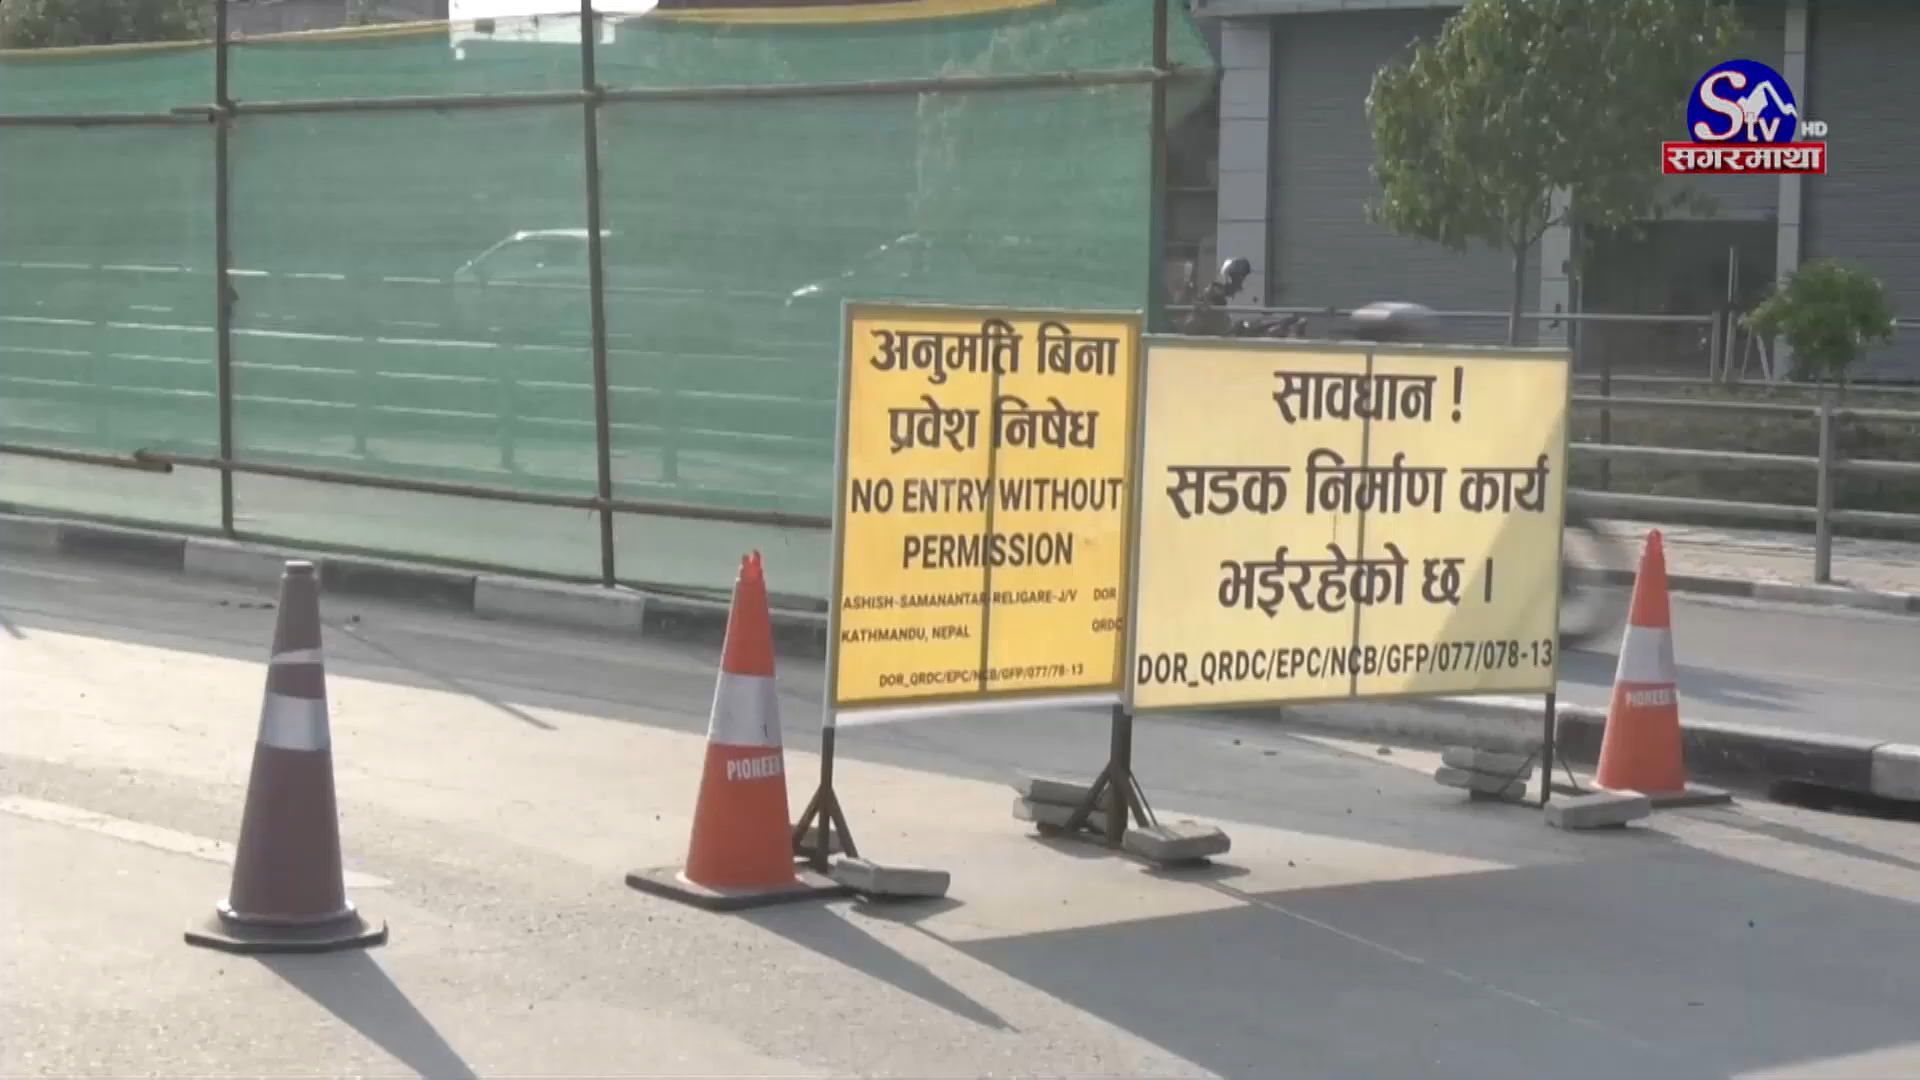 STV HD
सगरमाथा
अनुमति बिना
प्रवेश निषेध
NO ENTRY WITHOUT
PERMISSION
ASHISH-SAMANANTAR-RELIGARE-J/V DOR
KATHMANDU, NEPAL QRDC
DOR_QRDC/EPC/NCB/GFP/077/78-13
सावधान !
सडक निर्माण कार्य
भईरहेको छ ।
DOR_QRDC/EPC/NCB/GFP/077/078-13
PIONEER
PIONEER